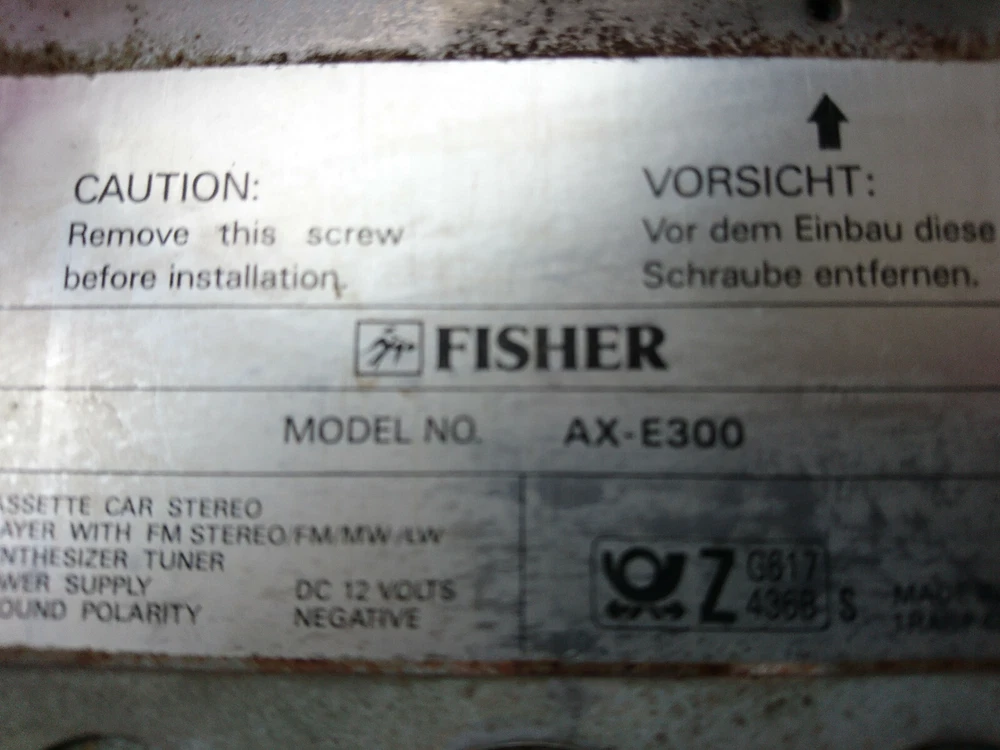 CAUTION:
Remove this screw
before installation.
VORSICHT:
Vor dem Einbau diese
Schraube entfernen.
FISHER
MODEL NO. AX-E300
ASSETTE CAR STEREO
AYER WITH FM STEREO/FM/MW/LW
NTHESIZER TUNER
WER SUPPLY DC 12 VOLTS
OUND POLARITY NEGATIVE
Z G617
436B S